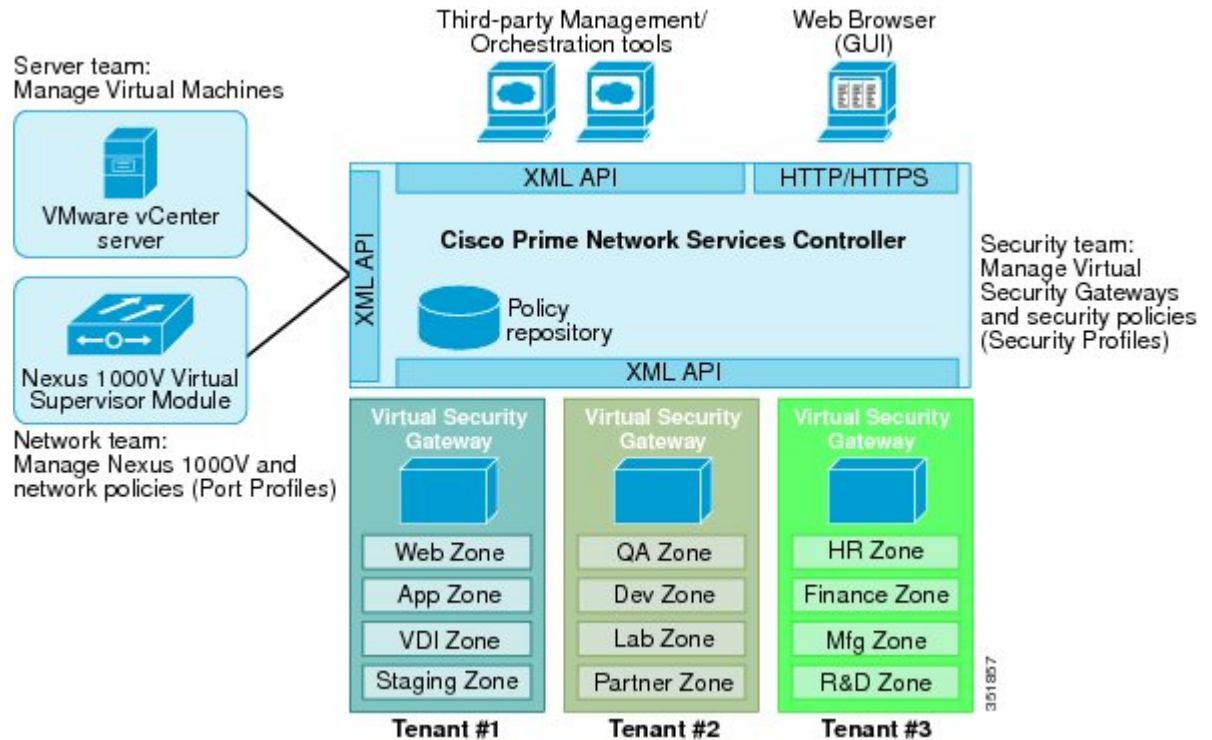 Third-party Management/
Orchestration tools
Web Browser
(GUI)
Server team:
Manage Virtual Machines
VMware vCenter
server
Nexus 1000V Virtual
Supervisor Module
Network team:
Manage Nexus 1000V and
network policies (Port Profiles)
XML API
HTTP/HTTPS
XML API
Cisco Prime Network Services Controller
Policy
repository
XML API
Security team:
Manage Virtual
Security Gateways
and security policies
(Security Profiles)
Virtual Security
Gateway
Web Zone
App Zone
VDI Zone
Staging Zone
Tenant #1
Virtual Security
Gateway
QA Zone
Dev Zone
Lab Zone
Partner Zone
Tenant #2
Virtual Security
Gateway
HR Zone
Finance Zone
Mfg Zone
R&D Zone
Tenant #3
351857